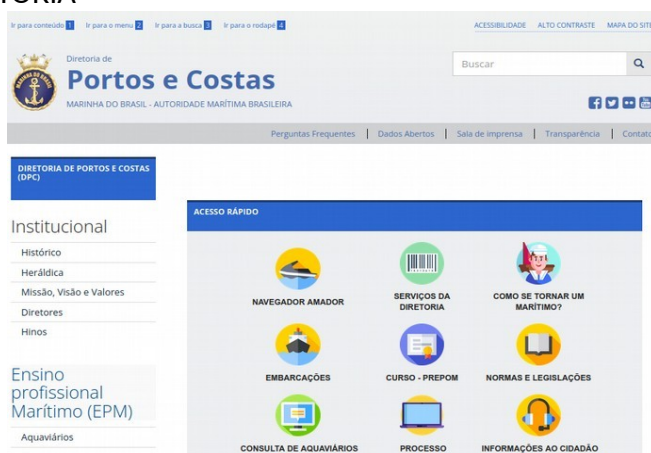 Ir para conteúdo 1 Ir para o menu 2 Ir para a busca 3 Ir para o rodapé 4
ACESSIBILIDADE ALTO CONTRASTE MAPA DO SITE
Diretoria de
Portos e Costas
MARINHA DO BRASIL - AUTORIDADE MARÍTIMA BRASILEIRA
Buscar
Perguntas Frequentes | Dados Abertos | Sala de imprensa | Transparência | Contato
DIRETORIA DE PORTOS E COSTAS
(DPC)
Institucional
Histórico
Heráldica
Missão, Visão e Valores
Diretores
Hinos
Ensino
profissional
Marítimo (EPM)
Aquaviários
ACESSO RÁPIDO
NAVEGADOR AMADOR
SERVIÇOS DA
DIRETORIA
COMO SE TORNAR UM
MARÍTIMO?
EMBARCAÇÕES
CURSO - PREPOM
NORMAS E LEGISLAÇÕES
CONSULTA DE AQUAVIÁRIOS
PROCESSO
INFORMAÇÕES AO CIDADÃO